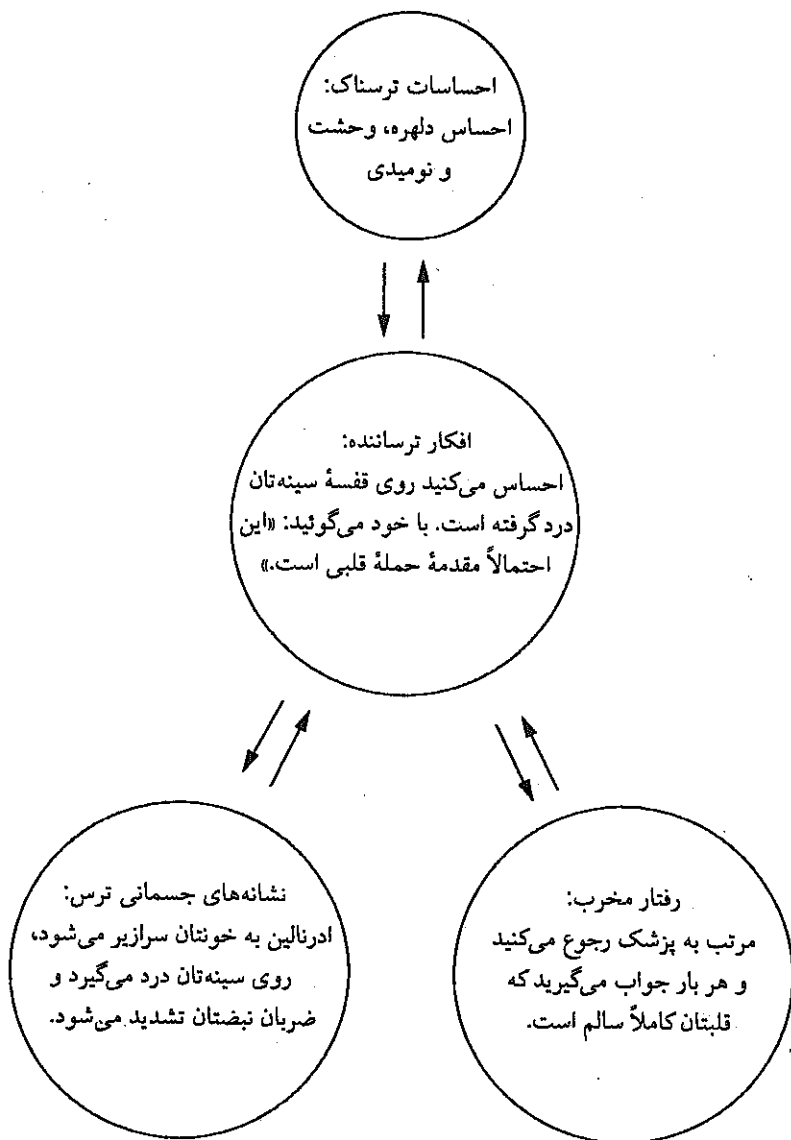 احساسات ترسناک:
احساس دلهره، وحشت
و نومیدی
افکار ترساننده:
احساس می‌کنید روی قفسهٔ سینه‌تان
درد گرفته است. با خود می‌گوئید: «این
احتمالاً مقدمهٔ حملهٔ قلبی است.»
نشانه‌های جسمانی ترس:
ادرنالین به خونتان سرازیر می‌شود،
روی سینه‌تان درد می‌گیرد و
ضربان نبضتان تشدید می‌شود.
رفتار مخرب:
مرتب به پزشک رجوع می‌کنید
و هر بار جواب می‌گیرید که
قلبتان کاملاً سالم است.